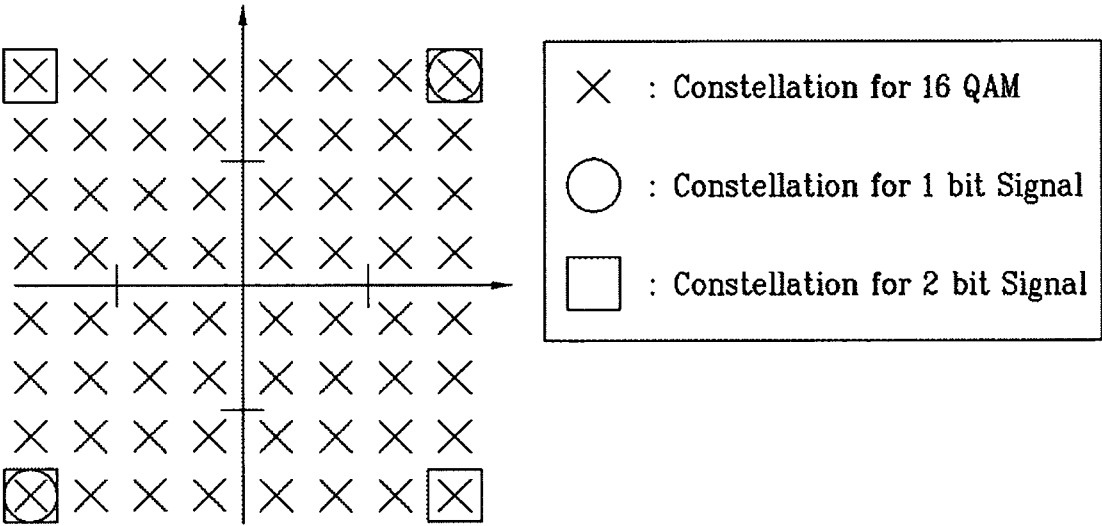 : Constellation for 16 QAM
: Constellation for 1 bit Signal
: Constellation for 2 bit Signal